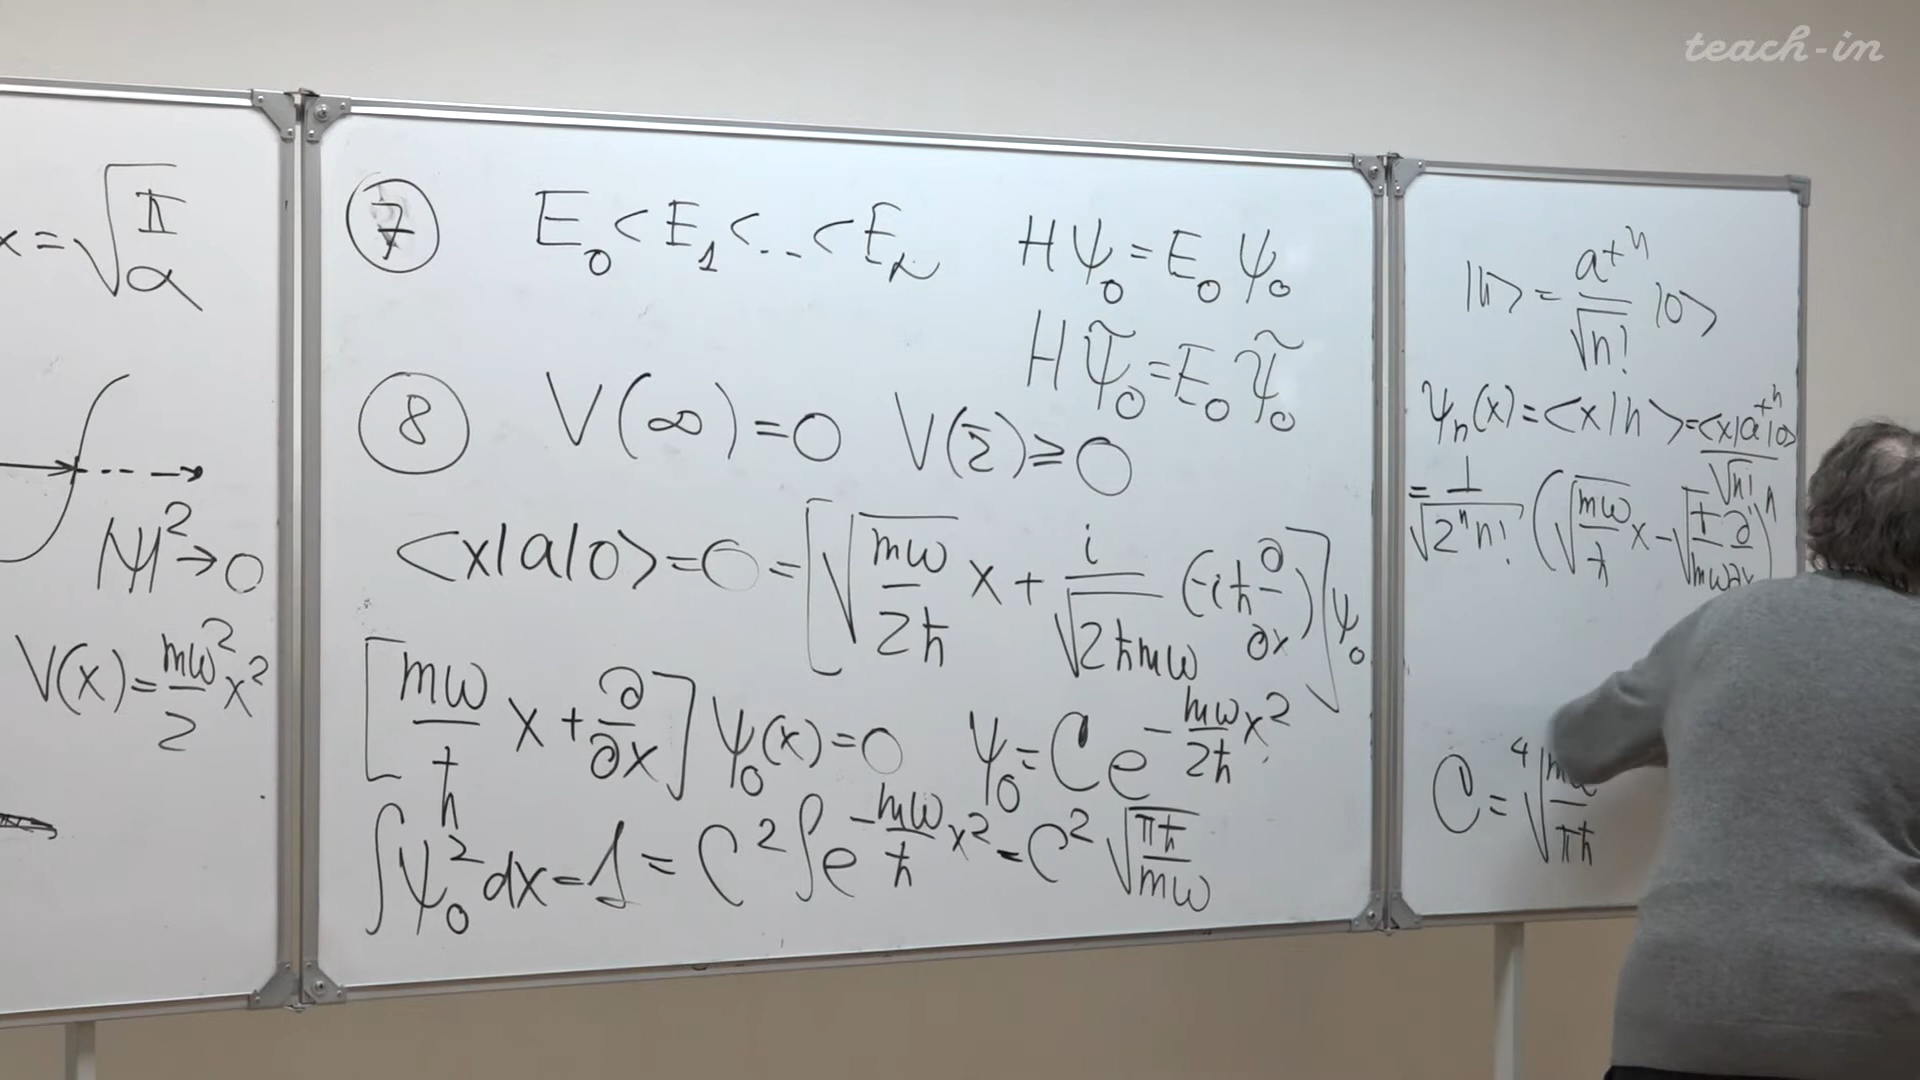 teach-in
x = √(π/α)
|ψ|² → 0
V(x) = mω²/2 x²
⑦ E₀ < E₁ < .. < Eₙ
Hψ₀ = E₀ψ₀
Hψ̃₀ = E₀ψ̃₀
⑧ V(∞) = 0 V(r̄) ⩾ 0
<x|a|0> = 0 = [√(mω/2ħ) x + i/√(2ħmω) (-iħ ∂/∂x)]ψ₀
[mω/ħ x + ∂/∂x] ψ₀(x) = 0 ψ₀ = C e^(-mω/2ħ x²)
∫ψ₀² dx = 1 = C² ∫e^(-mω/ħ x²) = C² √(πħ/mω)
|n> = a⁺ⁿ/√n! |0>
ψₙ(x) = <x|n> = <x|a⁺ⁿ|0>/√n!
= 1/√(2ⁿn!) (√(mω/ħ) x - √(ħ/mω) ∂/∂x)ⁿ
C = ⁴√(mω/πħ)